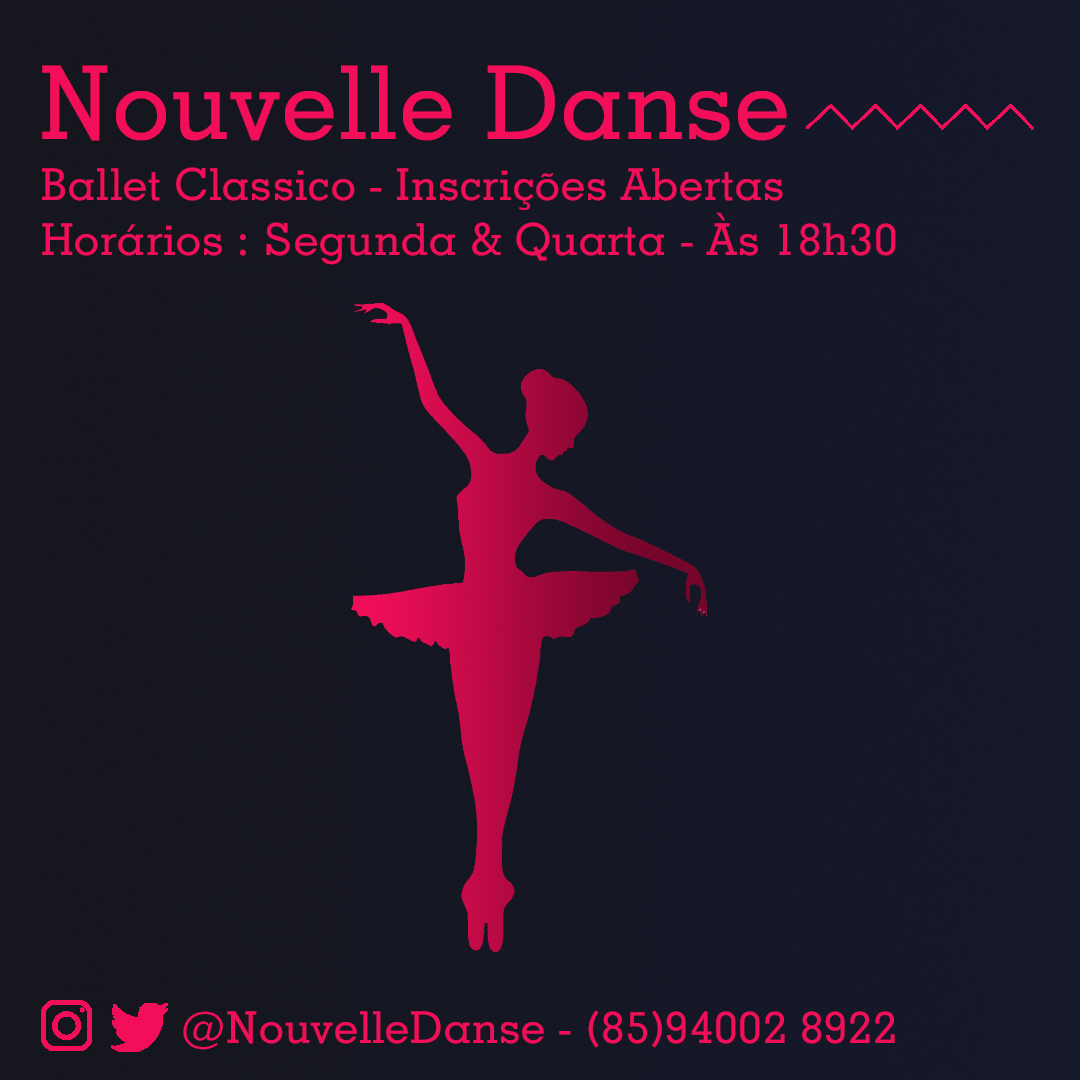 Nouvelle Danse
Ballet Classico - Inscrições Abertas
Horários : Segunda & Quarta - Às 18h30
@NouvelleDanse - (85)94002 8922